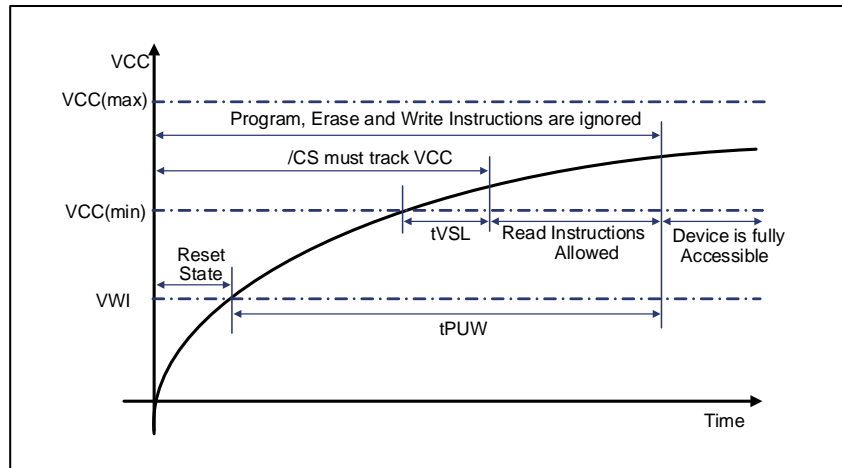 VCC
VCC(max)
Program, Erase and Write Instructions are ignored
/CS must track VCC
VCC(min)
tVSL
Read Instructions
Allowed
Device is fully
Accessible
Reset
State
VWI
tPUW
Time